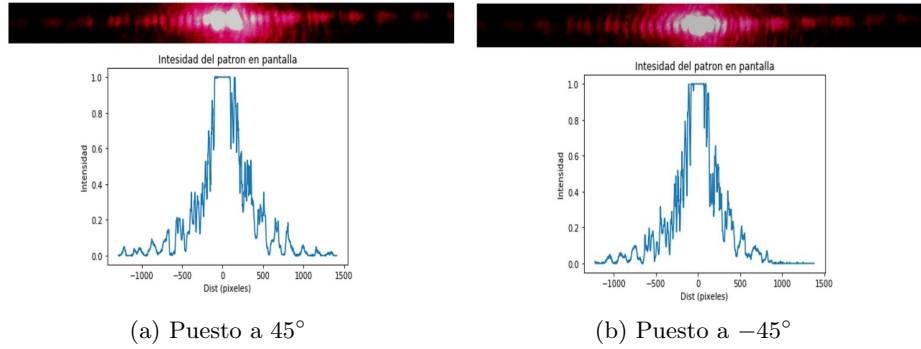 Intesidad del patron en pantalla
1.0
0.8
0.6
0.4
0.2
0.0
Intensidad
−1000 −500 0 500 1000 1500
Dist (pixeles)
(a) Puesto a 45°
Intesidad del patron en pantalla
1.0
0.8
0.6
0.4
0.2
0.0
Intensidad
−1000 −500 0 500 1000 1500
Dist (pixeles)
(b) Puesto a −45°